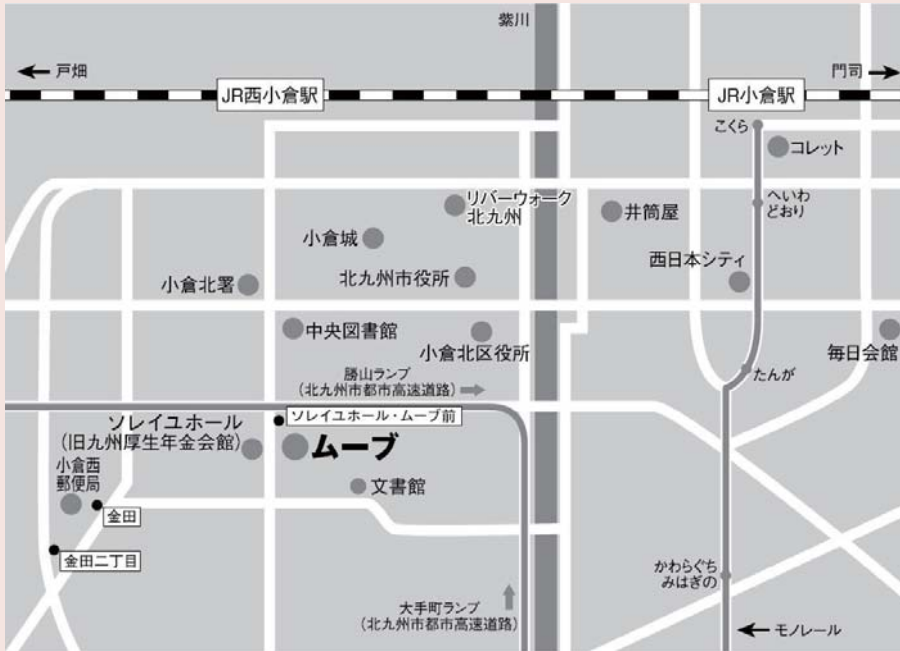 紫川
戸畑
門司
JR西小倉駅
JR小倉駅
こくら
コレット
へいわ
どおり
リバーウォーク
北九州
井筒屋
小倉城
西日本シティ
北九州市役所
小倉北署
中央図書館
小倉北区役所
毎日会館
勝山ランプ
(北九州市都市高速道路)
たんが
ソレイユホール・ムーブ前
ソレイユホール
(旧九州厚生年金会館)
ムーブ
小倉西
郵便局
文書館
金田
金田二丁目
かわらぐち
みはぎの
大手町ランプ
(北九州市都市高速道路)
モノレール